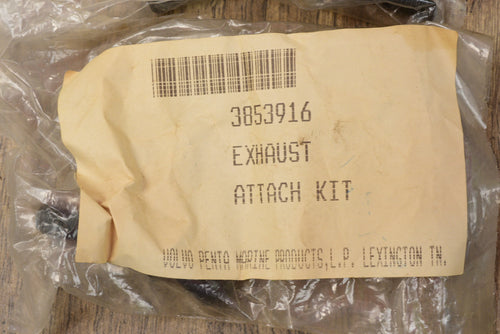 3853916
EXHAUST
ATTACH KIT
VOLVO PENTA MARINE PRODUCTS,L.P. LEXINGTON TN.